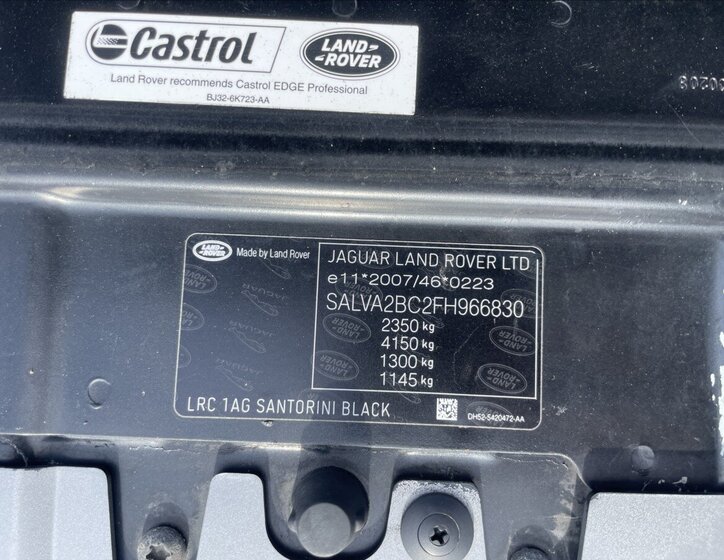 Castrol
LAND
ROVER
Land Rover recommends Castrol EDGE Professional
BJ32-6K723-AA
LAND
ROVER
Made by Land Rover
JAGUAR LAND ROVER LTD
e11*2007/46*0223
SALVA2BC2FH966830
2350 kg
4150 kg
1300 kg
1145 kg
LRC 1AG SANTORINI BLACK
DH52-5420472-AA